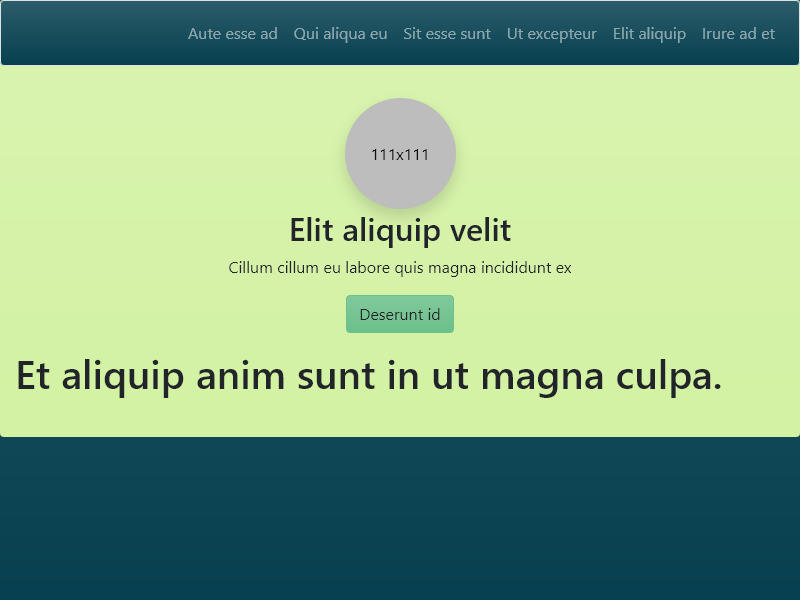 Aute esse ad Qui aliqua eu Sit esse sunt Ut excepteur Elit aliquip Irure ad et
111x111
Elit aliquip velit
Cillum cillum eu labore quis magna incididunt ex
Deserunt id
Et aliquip anim sunt in ut magna culpa.